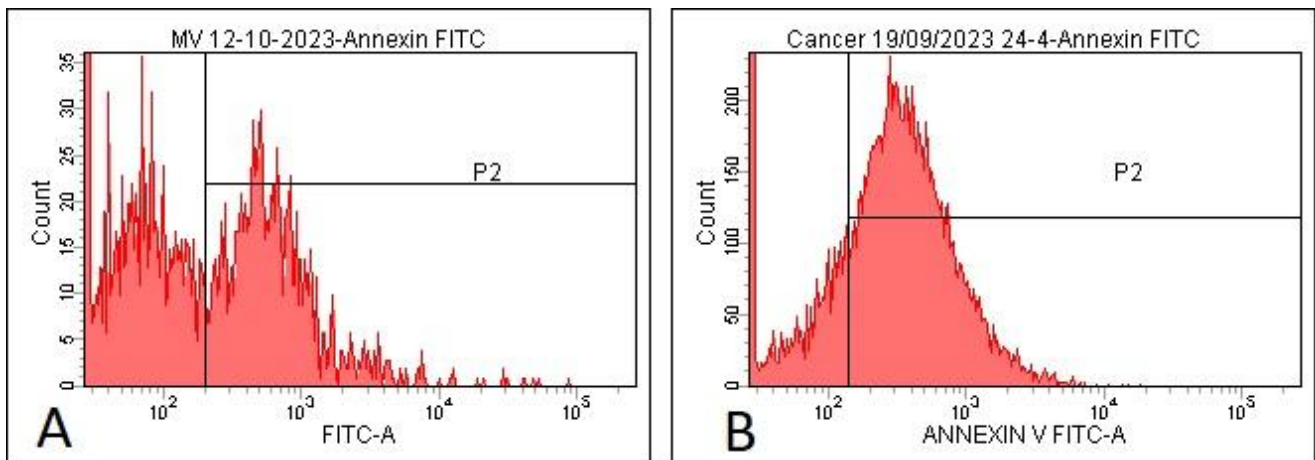 MV 12-10-2023-Annexin FITC
35
30
25
20
15
10
5
0
Count
P2
10²
10³
10⁴
10⁵
FITC-A
A
Cancer 19/09/2023 24-4-Annexin FITC
200
150
100
50
0
Count
P2
10²
10³
10⁴
10⁵
ANNEXIN V FITC-A
B